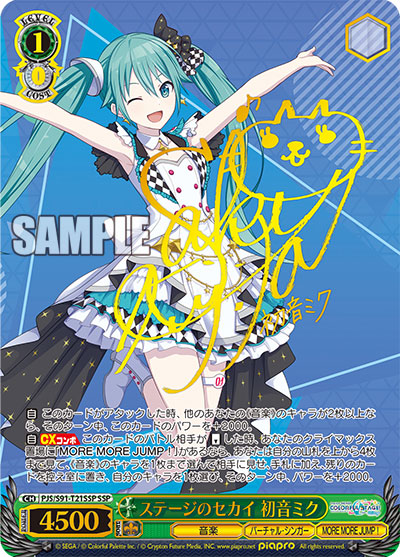 LEVEL
1
0
COST
SAMPLE
初音ミク
01
自 このカードがアタックした時、他のあなたの《音楽》のキャラが2枚以上な
ら、そのターン中、このカードのパワーを+2000。
自 CXコンボ このカードのバトル相手が した時、あなたのクライマックス
置場に「MORE MORE JUMP！」があるなら、あなたは自分の山札を上から4枚
まで見て、《音楽》のキャラを1枚まで選んで相手に見せ、手札に加え、残りのカー
ドを控え室に置き、自分のキャラを1枚選び、そのターン中、パワーを+2000。
CH PJS/S91-T21SSP SSP
4500
ステージのセカイ 初音ミク
COLORFUL STAGE!
音楽 バーチャル・シンガー MORE MORE JUMP！
© SEGA / © Colorful Palette Inc. / © Crypton Future Media, INC. www.piapro.net piapro